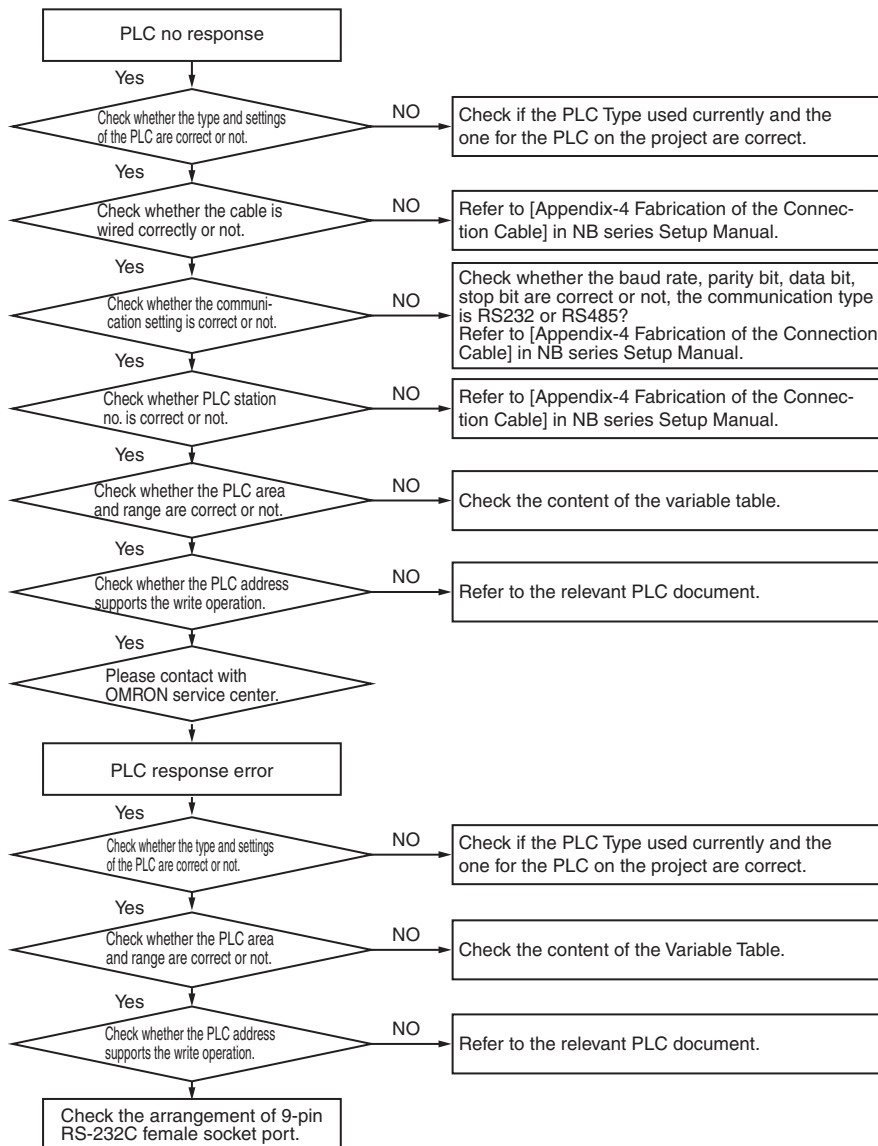 PLC no response
Yes
Check whether the type and settings
of the PLC are correct or not.
NO
Check if the PLC Type used currently and the
one for the PLC on the project are correct.
Yes
Check whether the cable is
wired correctly or not.
NO
Refer to [Appendix-4 Fabrication of the Connec-
tion Cable] in NB series Setup Manual.
Yes
Check whether the communi-
cation setting is correct or not.
NO
Check whether the baud rate, parity bit, data bit,
stop bit are correct or not, the communication type
is RS232 or RS485?
Refer to [Appendix-4 Fabrication of the Connection
Cable] in NB series Setup Manual.
Yes
Check whether PLC station
no. is correct or not.
NO
Refer to [Appendix-4 Fabrication of the Connec-
tion Cable] in NB series Setup Manual.
Yes
Check whether the PLC area
and range are correct or not.
NO
Check the content of the variable table.
Yes
Check whether the PLC address
supports the write operation.
NO
Refer to the relevant PLC document.
Yes
Please contact with
OMRON service center.
PLC response error
Yes
Check whether the type and settings
of the PLC are correct or not.
NO
Check if the PLC Type used currently and the
one for the PLC on the project are correct.
Yes
Check whether the PLC area
and range are correct or not.
NO
Check the content of the Variable Table.
Yes
Check whether the PLC address
supports the write operation.
NO
Refer to the relevant PLC document.
Check the arrangement of 9-pin
RS-232C female socket port.